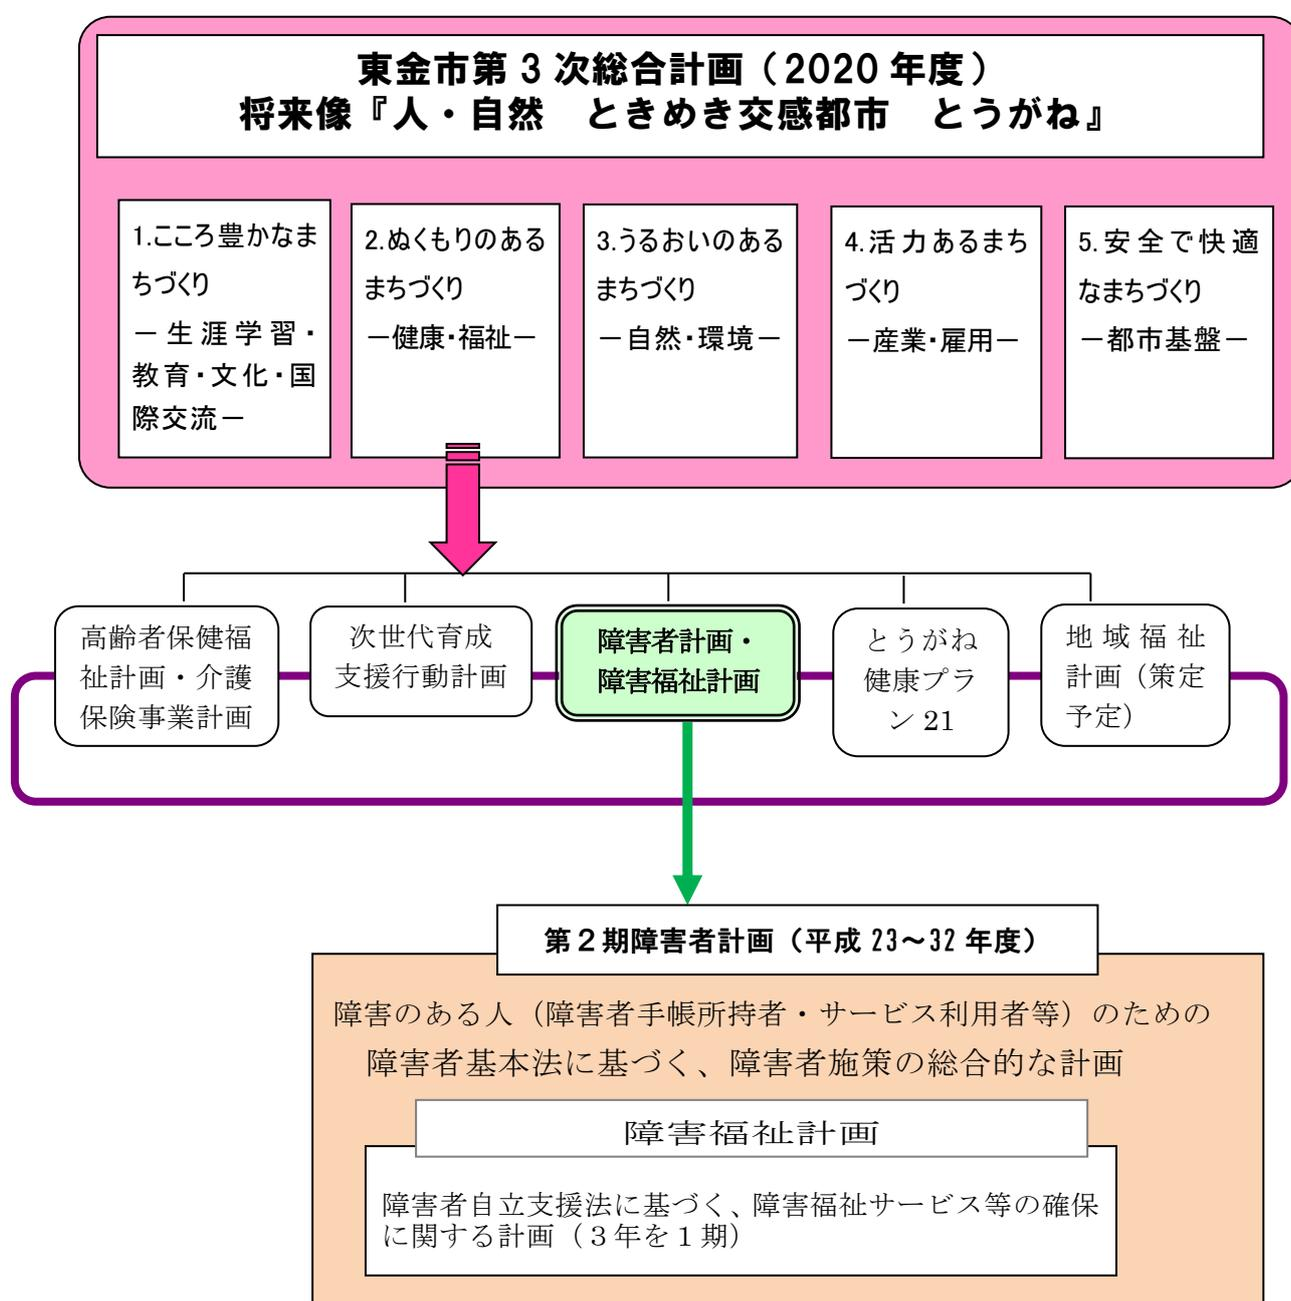 東金市第３次総合計画（2020 年度）
将来像『人・自然　ときめき交感都市　とうがね』
1.こころ豊かなま
ちづくり
－生涯学習・
教育・文化・国
際交流－
2.ぬくもりのある
まちづくり
－健康・福祉－
3.うるおいのある
まちづくり
－自然・環境－
4.活力あるまち
づくり
－産業・雇用－
5.安全で快適
なまちづくり
－都市基盤－
高齢者保健福
祉計画・介護
保険事業計画
次世代育成
支援行動計画
障害者計画・
障害福祉計画
とうがね
健康プラ
ン 21
地域福祉
計画（策定
予定）
第２期障害者計画（平成 23～32 年度）
障害のある人（障害者手帳所持者・サービス利用者等）のための
障害者基本法に基づく、障害者施策の総合的な計画
障害福祉計画
障害者自立支援法に基づく、障害福祉サービス等の確保
に関する計画（３年を１期）